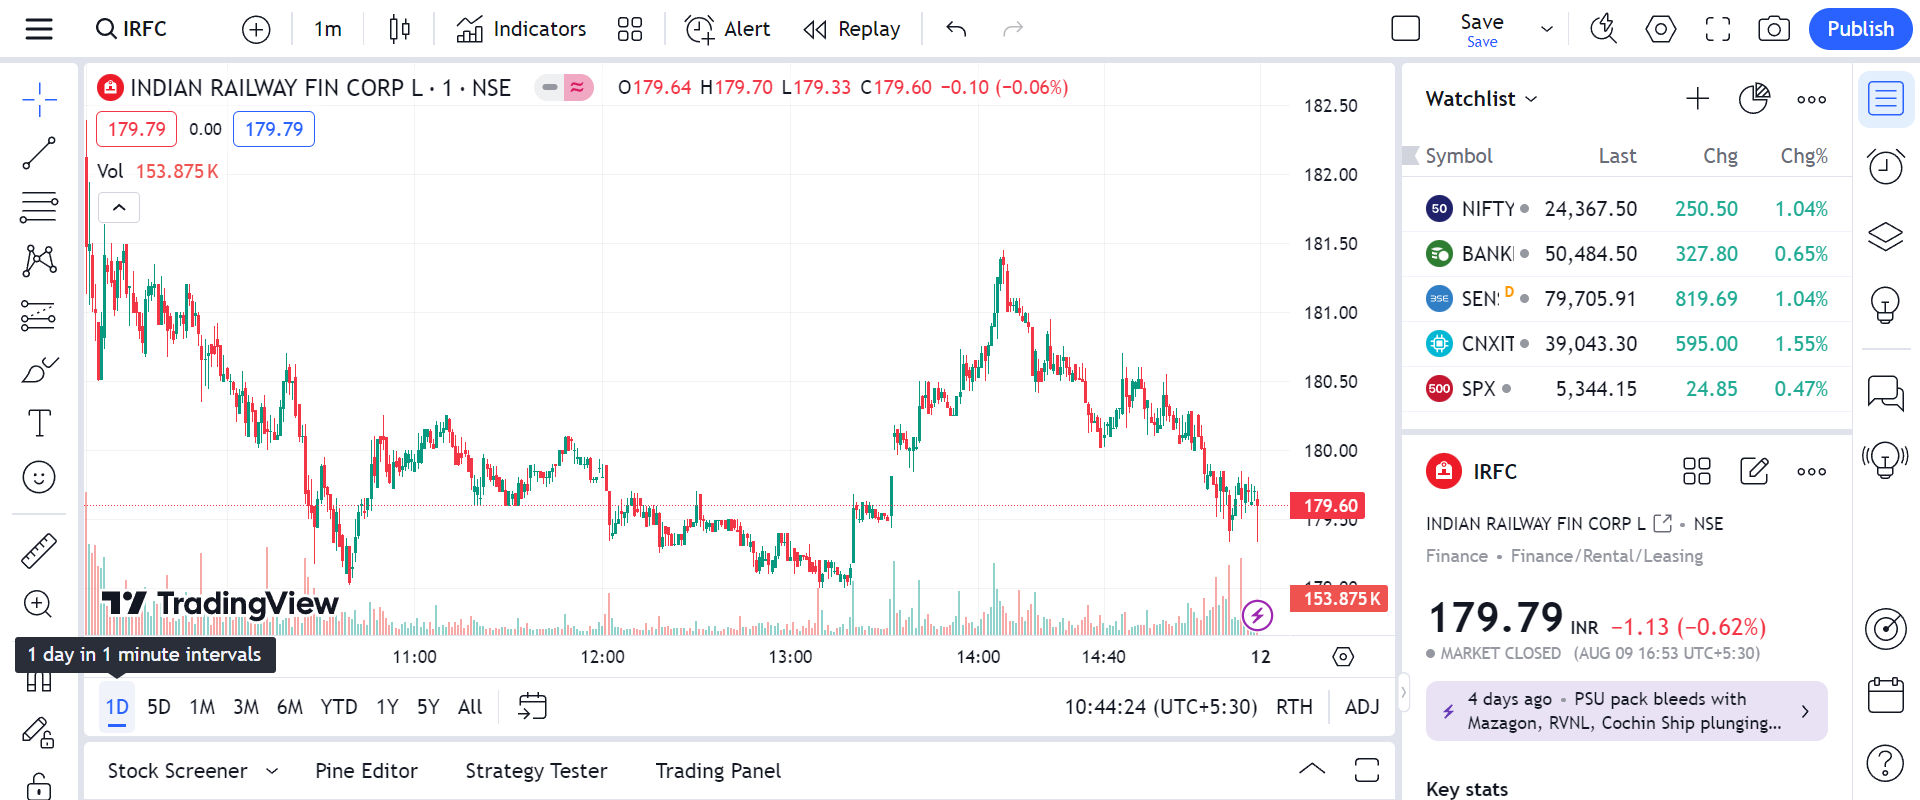 IRFC 1m Indicators Alert Replay Save Publish
Save
INDIAN RAILWAY FIN CORP L · 1 · NSE O179.64 H179.70 L179.33 C179.60 −0.10 (−0.06%)
179.79 0.00 179.79
Vol 153.875K
182.50
182.00
181.50
181.00
180.50
180.00
179.60
179.50
179.00
153.875K
TradingView
1 day in 1 minute intervals
11:00 12:00 13:00 14:00 14:40 12
1D 5D 1M 3M 6M YTD 1Y 5Y All 10:44:24 (UTC+5:30) RTH ADJ
Stock Screener Pine Editor Strategy Tester Trading Panel
Watchlist
Symbol Last Chg Chg%
50 NIFTY 24,367.50 250.50 1.04%
BANK 50,484.50 327.80 0.65%
BSE SEN D 79,705.91 819.69 1.04%
CNXIT 39,043.30 595.00 1.55%
500 SPX 5,344.15 24.85 0.47%
IRFC
INDIAN RAILWAY FIN CORP L • NSE
Finance • Finance/Rental/Leasing
179.79 INR −1.13 (−0.62%)
MARKET CLOSED (AUG 09 16:53 UTC+5:30)
4 days ago • PSU pack bleeds with
Mazagon, RVNL, Cochin Ship plunging...
Key stats